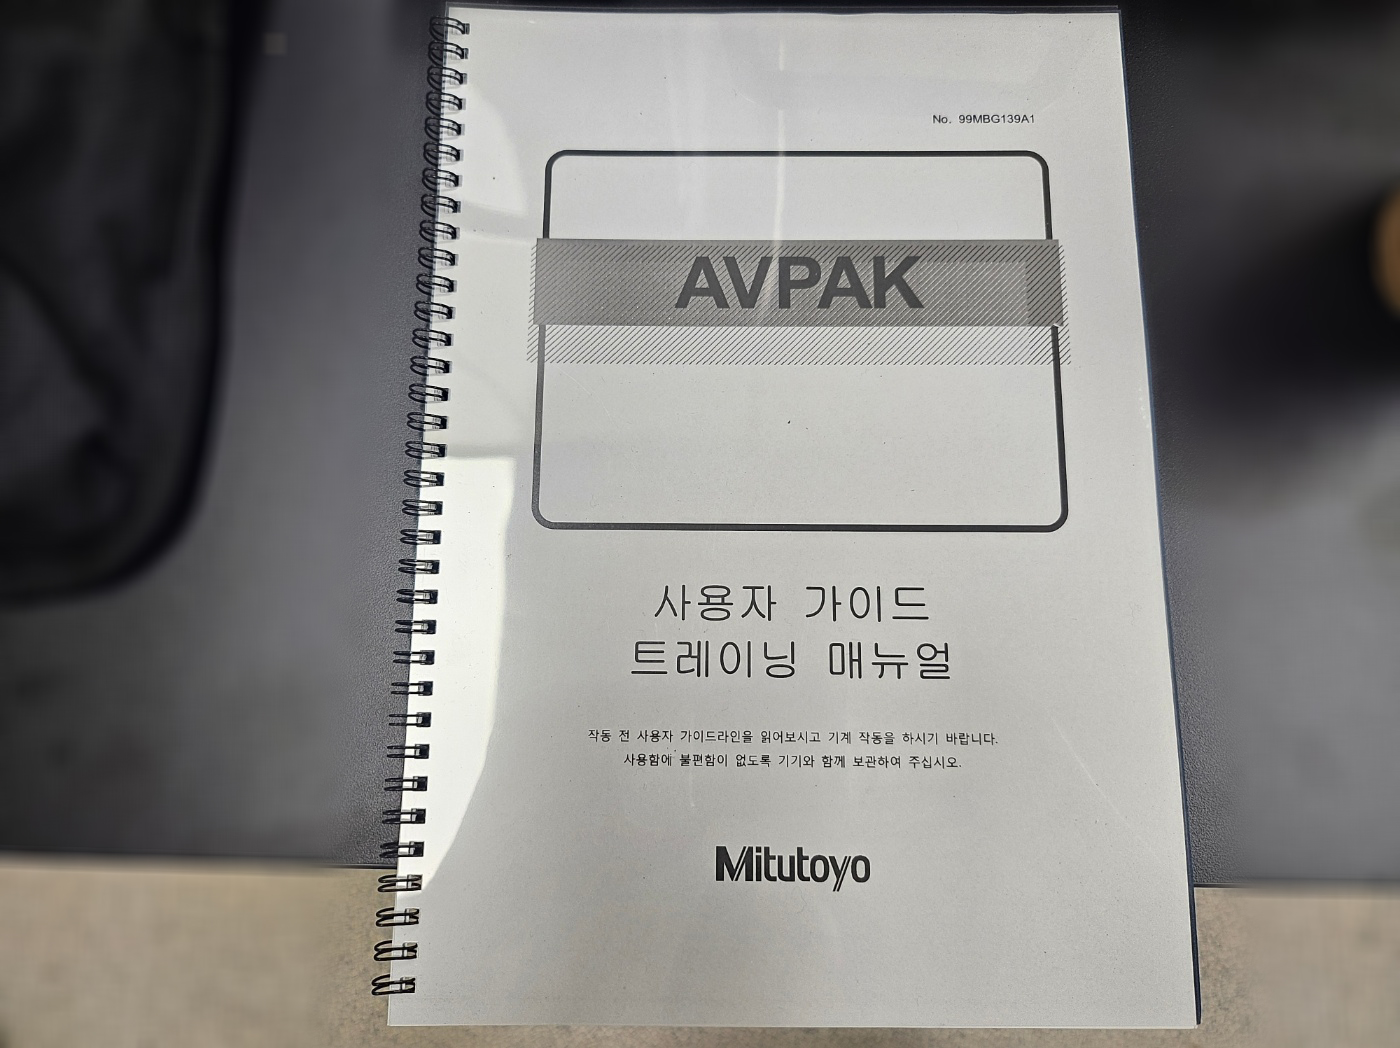 No. 99MBG139A1
AVPAK
사용자 가이드
트레이닝 매뉴얼
작동 전 사용자 가이드라인을 읽어보시고 기계 작동을 하시기 바랍니다.
사용함에 불편함이 없도록 기기와 함께 보관하여 주십시오.
Mitutoyo